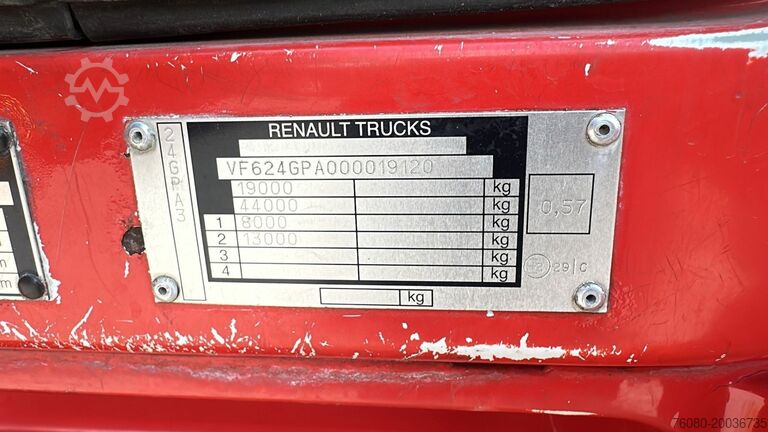 RENAULT TRUCKS
24GPA3
VF624GPA000019120
19000 kg
44000 kg
1 8000 kg
2 13000 kg
3 kg
4 kg
kg
0,57
29 C
m
m
76080-20036735